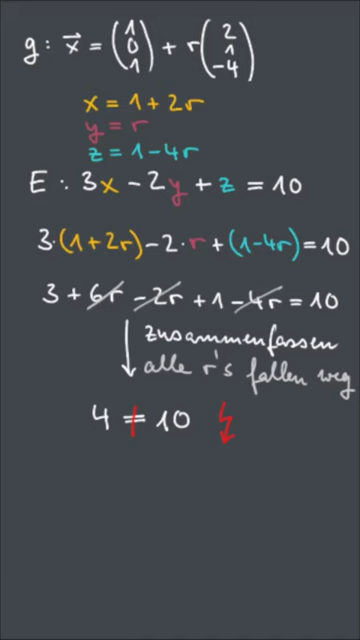 g: x⃗ = (1 0 1) + r (2 1 -4)
x = 1 + 2r
y = r
z = 1 - 4r
E : 3x - 2y + z = 10
3·(1+2r) - 2·r + (1-4r) = 10
3 + 6r - 2r + 1 - 4r = 10
zusammenfassen
alle r's fallen weg
4 ≠ 10 ↯